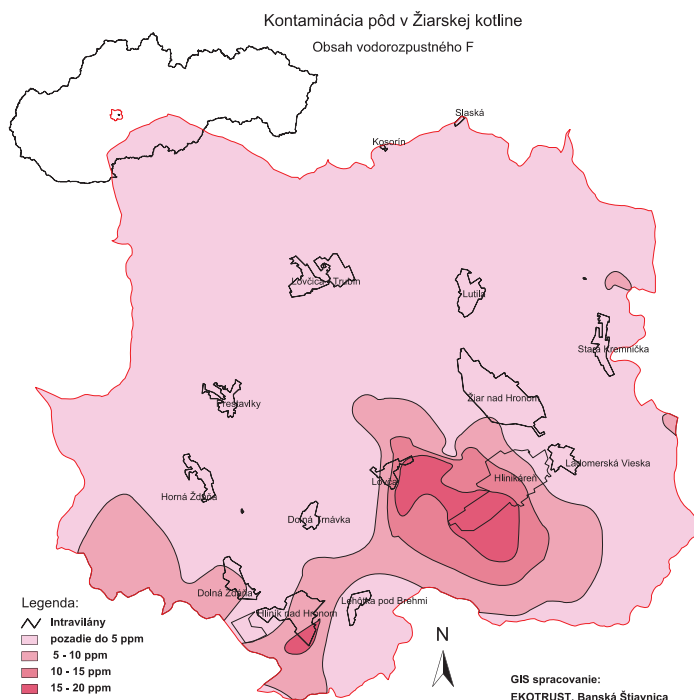 Kontaminácia pôd v Žiarskej kotline
Obsah vodorozpustného F
Slaská
Kosorín
Lovčica - Trubín
Lutila
Stará Kremnička
Prestavlky
Žiar nad Hronom
Ladomerská Vieska
Lovča
Hlinikáreň
Horná Ždaňa
Dolná Trnávka
Dolná Ždaňa
Lehôtka pod Brehmi
Hliník nad Hronom
Legenda:
Intravilány
pozadie do 5 ppm
5 - 10 ppm
10 - 15 ppm
15 - 20 ppm
N
GIS spracovanie:
EKOTRUST, Banská Štiavnica